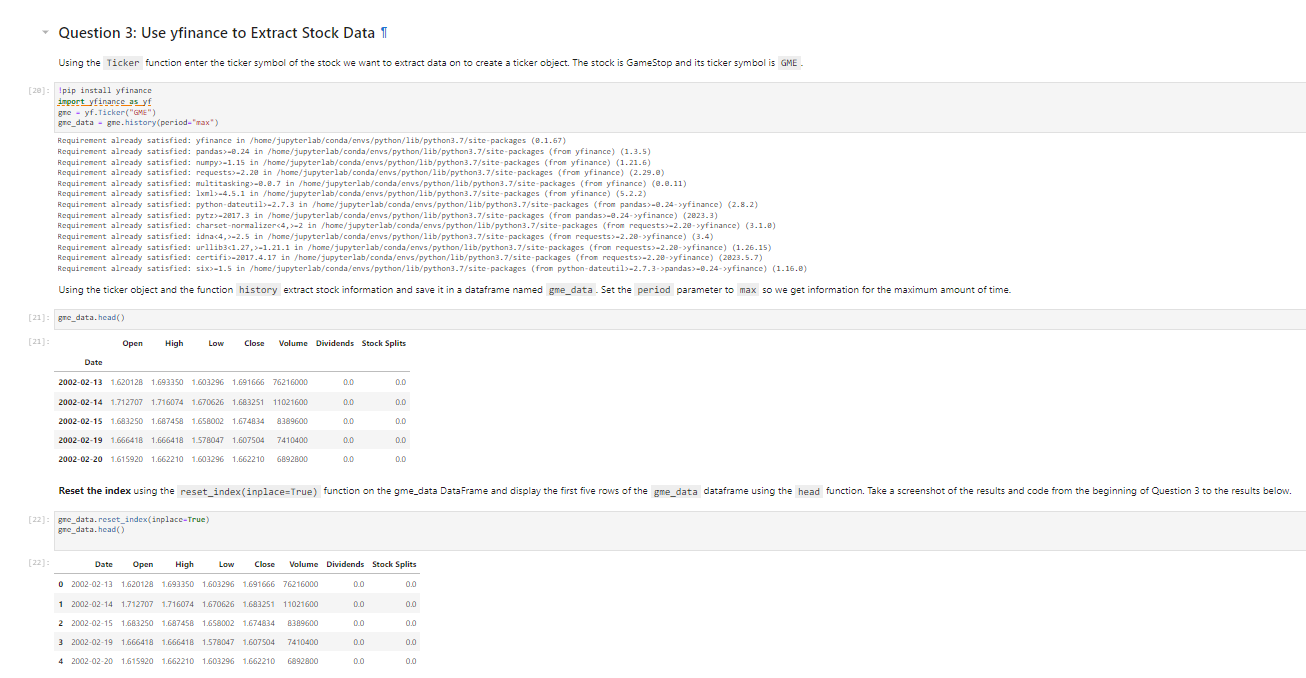 Question 3: Use yfinance to Extract Stock Data ¶
Using the Ticker function enter the ticker symbol of the stock we want to extract data on to create a ticker object. The stock is GameStop and its ticker symbol is GME.
[20]: !pip install yfinance
import yfinance as yf
gme = yf.Ticker("GME")
gme_data = gme.history(period="max")
Requirement already satisfied: yfinance in /home/jupyterlab/conda/envs/python/lib/python3.7/site-packages (0.1.67)
Requirement already satisfied: pandas>=0.24 in /home/jupyterlab/conda/envs/python/lib/python3.7/site-packages (from yfinance) (1.3.5)
Requirement already satisfied: numpy>=1.15 in /home/jupyterlab/conda/envs/python/lib/python3.7/site-packages (from yfinance) (1.21.6)
Requirement already satisfied: requests>=2.20 in /home/jupyterlab/conda/envs/python/lib/python3.7/site-packages (from yfinance) (2.29.0)
Requirement already satisfied: multitasking>=0.0.7 in /home/jupyterlab/conda/envs/python/lib/python3.7/site-packages (from yfinance) (0.0.11)
Requirement already satisfied: lxml>=4.5.1 in /home/jupyterlab/conda/envs/python/lib/python3.7/site-packages (from yfinance) (5.2.2)
Requirement already satisfied: python-dateutil>=2.7.3 in /home/jupyterlab/conda/envs/python/lib/python3.7/site-packages (from pandas>=0.24->yfinance) (2.8.2)
Requirement already satisfied: pytz>=2017.3 in /home/jupyterlab/conda/envs/python/lib/python3.7/site-packages (from pandas>=0.24->yfinance) (2023.3)
Requirement already satisfied: charset-normalizer<4,>=2 in /home/jupyterlab/conda/envs/python/lib/python3.7/site-packages (from requests>=2.20->yfinance) (3.1.0)
Requirement already satisfied: idna<4,>=2.5 in /home/jupyterlab/conda/envs/python/lib/python3.7/site-packages (from requests>=2.20->yfinance) (3.4)
Requirement already satisfied: urllib3<1.27,>=1.21.1 in /home/jupyterlab/conda/envs/python/lib/python3.7/site-packages (from requests>=2.20->yfinance) (1.26.15)
Requirement already satisfied: certifi>=2017.4.17 in /home/jupyterlab/conda/envs/python/lib/python3.7/site-packages (from requests>=2.20->yfinance) (2023.5.7)
Requirement already satisfied: six>=1.5 in /home/jupyterlab/conda/envs/python/lib/python3.7/site-packages (from python-dateutil>=2.7.3->pandas>=0.24->yfinance) (1.16.0)
Using the ticker object and the function history extract stock information and save it in a dataframe named gme_data. Set the period parameter to max so we get information for the maximum amount of time.
[21]: gme_data.head()
[21]: Open High Low Close Volume Dividends Stock Splits
Date
2002-02-13 1.620128 1.693350 1.603296 1.691666 76216000 0.0 0.0
2002-02-14 1.712707 1.716074 1.670626 1.683251 11021600 0.0 0.0
2002-02-15 1.683250 1.687458 1.658002 1.674834 8389600 0.0 0.0
2002-02-19 1.666418 1.666418 1.578047 1.607504 7410400 0.0 0.0
2002-02-20 1.615920 1.662210 1.603296 1.662210 6892800 0.0 0.0
Reset the index using the reset_index(inplace=True) function on the gme_data DataFrame and display the first five rows of the gme_data dataframe using the head function. Take a screenshot of the results and code from the beginning of Question 3 to the results below.
[22]: gme_data.reset_index(inplace=True)
gme_data.head()
[22]: Date Open High Low Close Volume Dividends Stock Splits
0 2002-02-13 1.620128 1.693350 1.603296 1.691666 76216000 0.0 0.0
1 2002-02-14 1.712707 1.716074 1.670626 1.683251 11021600 0.0 0.0
2 2002-02-15 1.683250 1.687458 1.658002 1.674834 8389600 0.0 0.0
3 2002-02-19 1.666418 1.666418 1.578047 1.607504 7410400 0.0 0.0
4 2002-02-20 1.615920 1.662210 1.603296 1.662210 6892800 0.0 0.0